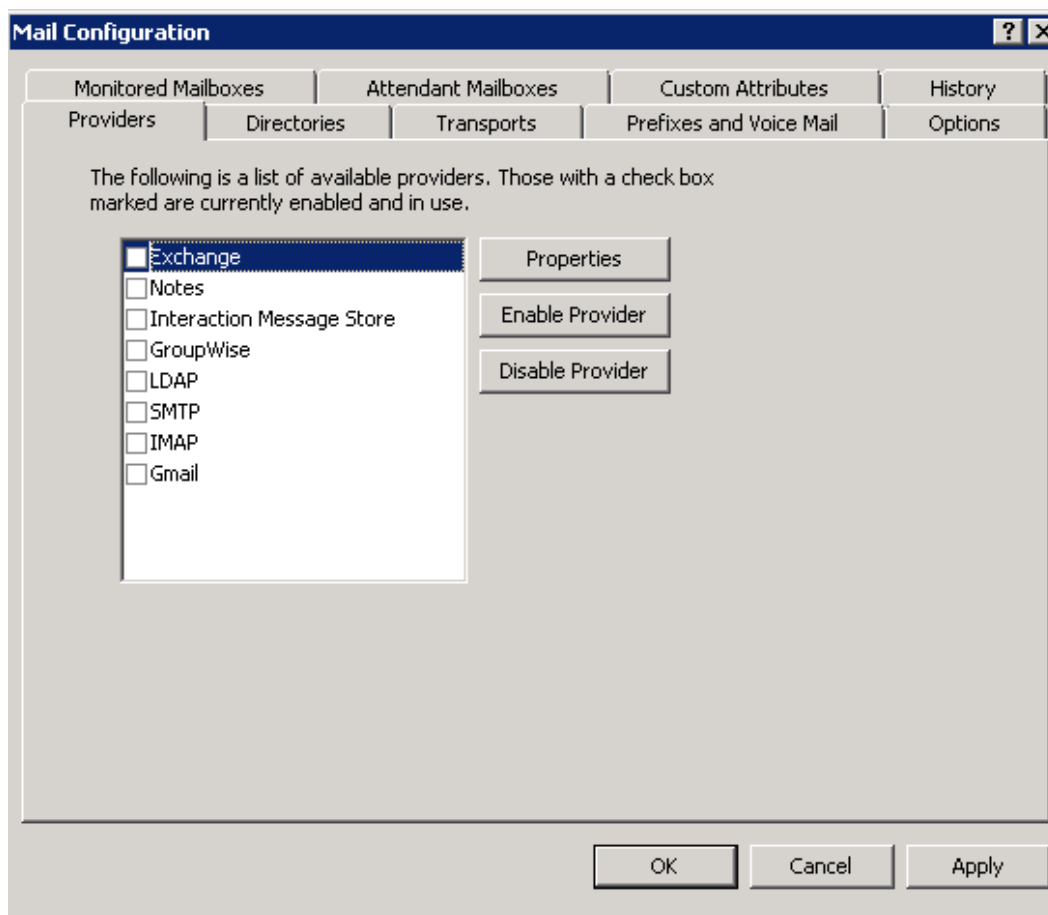 Mail Configuration
Monitored Mailboxes Attendant Mailboxes Custom Attributes History
Providers Directories Transports Prefixes and Voice Mail Options
The following is a list of available providers. Those with a check box
marked are currently enabled and in use.
Exchange
Notes
Interaction Message Store
GroupWise
LDAP
SMTP
IMAP
Gmail
Properties
Enable Provider
Disable Provider
OK Cancel Apply